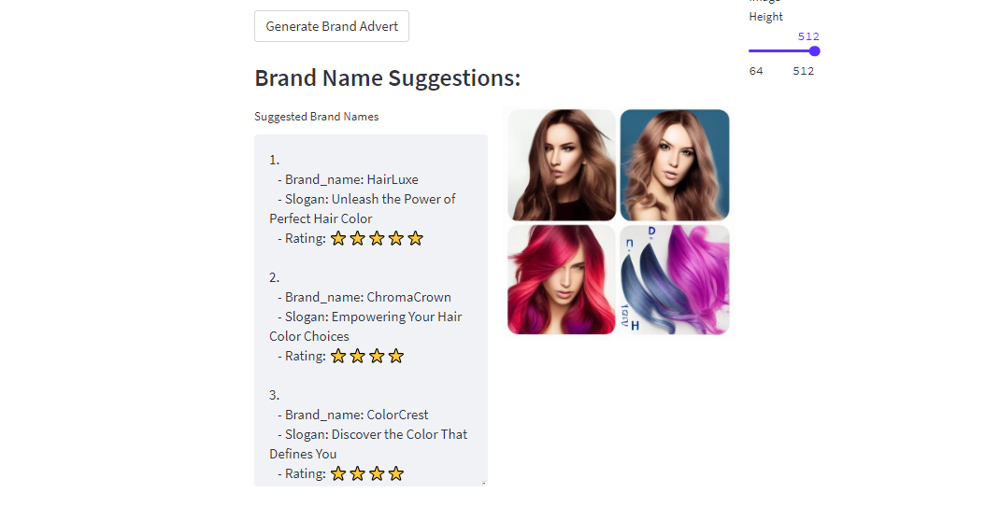 Generate Brand Advert
Height
512
64 512
Brand Name Suggestions:
Suggested Brand Names
1.
- Brand_name: HairLuxe
- Slogan: Unleash the Power of
Perfect Hair Color
- Rating: ⭐⭐⭐⭐⭐
2.
- Brand_name: ChromaCrown
- Slogan: Empowering Your Hair
Color Choices
- Rating: ⭐⭐⭐⭐
3.
- Brand_name: ColorCrest
- Slogan: Discover the Color That
Defines You
- Rating: ⭐⭐⭐⭐
D
n
H